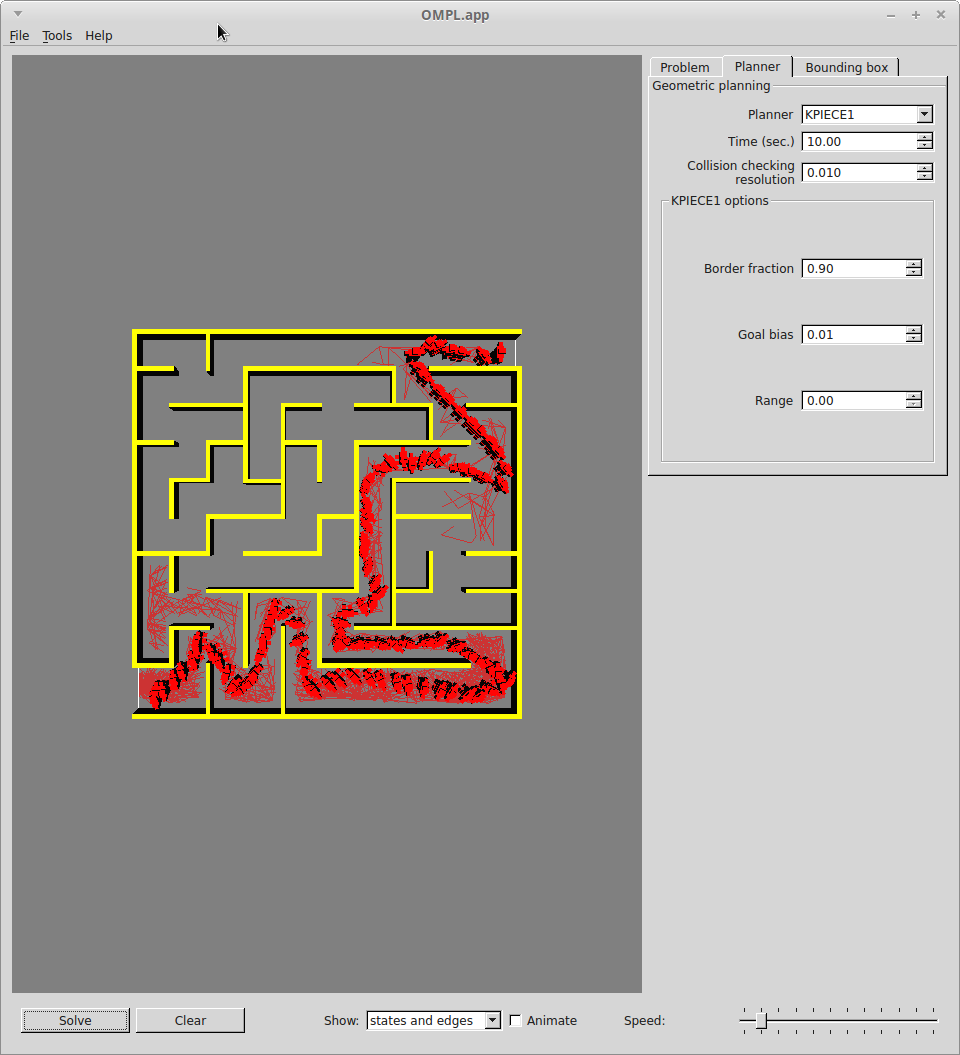 OMPL.app
File Tools Help
Problem Planner Bounding box
Geometric planning
Planner KPIECE1
Time (sec.) 10.00
Collision checking
resolution 0.010
KPIECE1 options
Border fraction 0.90
Goal bias 0.01
Range 0.00
Solve Clear Show: states and edges Animate Speed: